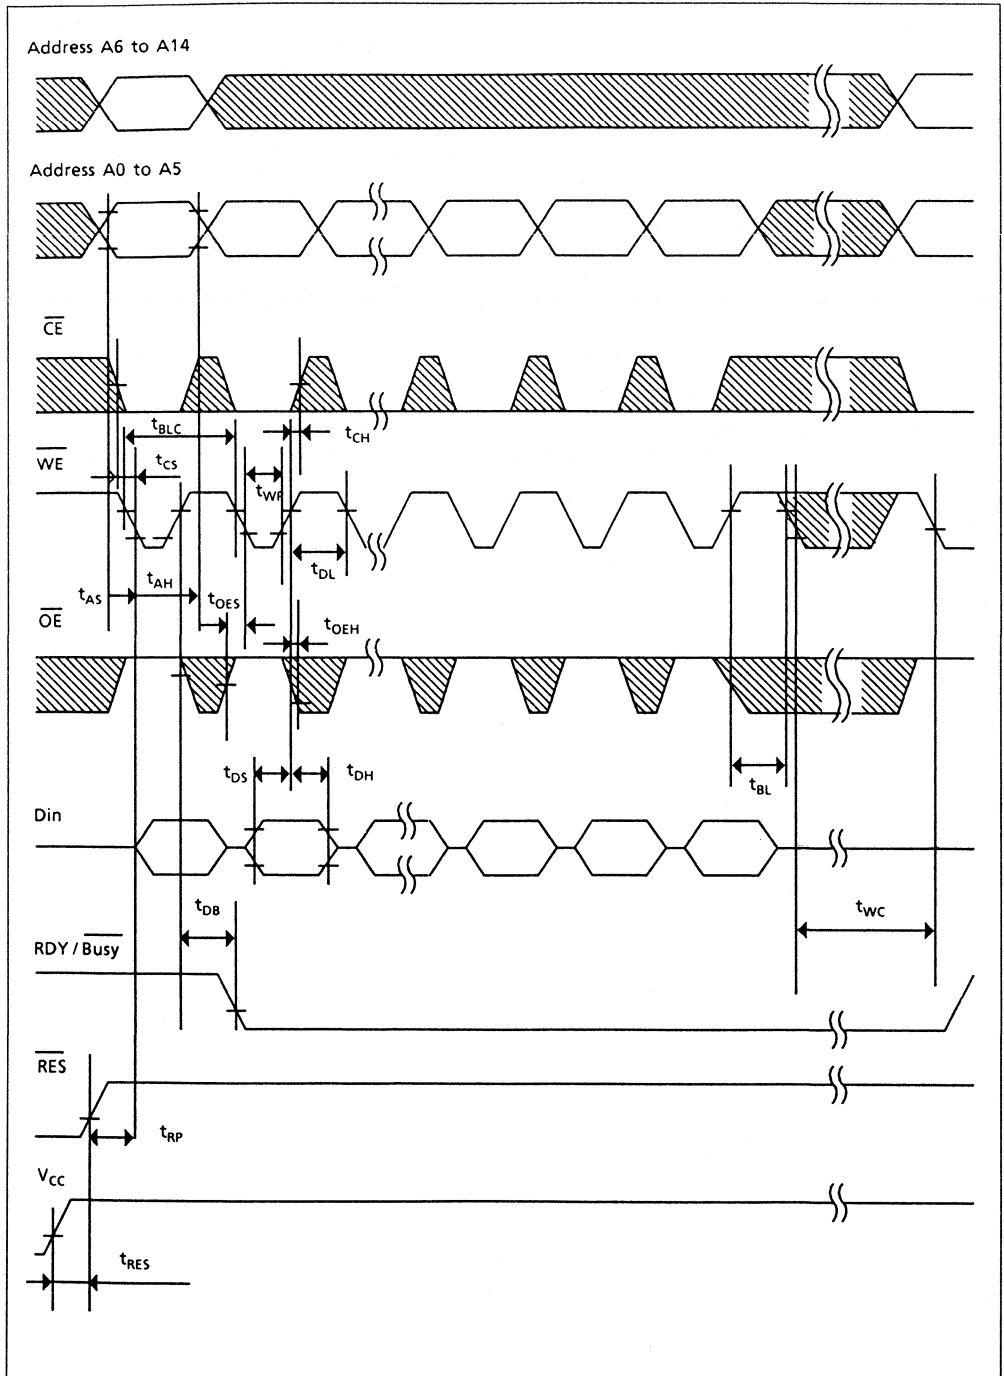 Address A6 to A14
Address A0 to A5
CE
tBLC
tCH
WE
tCS
tWP
tDL
tAS
tAH
tOES
OE
tOEH
tDS
tDH
tBL
Din
tDB
tWC
RDY / Busy
RES
tRP
VCC
tRES